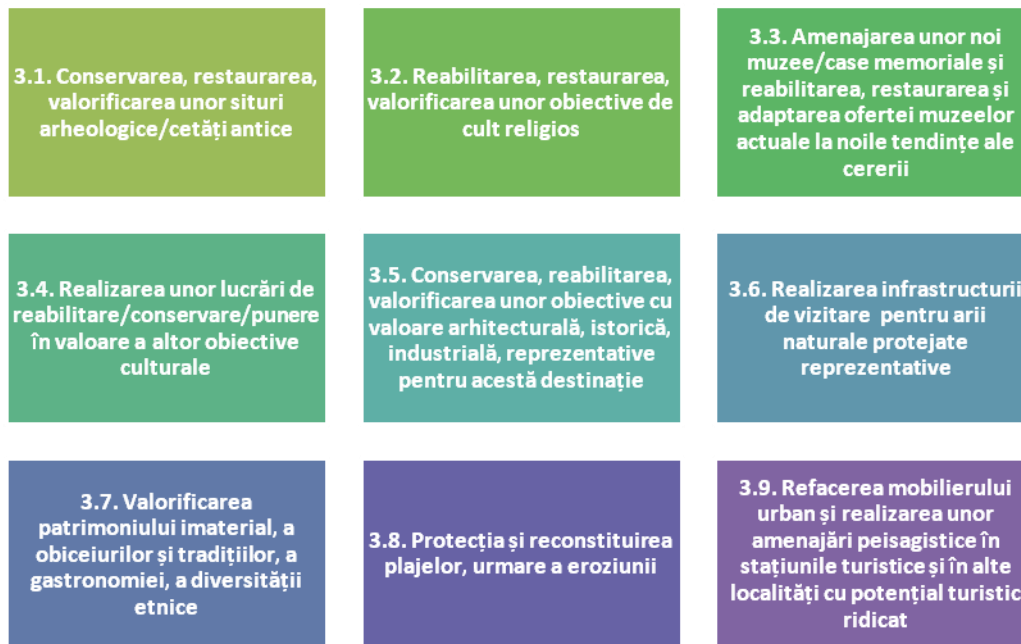 3.1. Conservarea, restaurarea,
valorificarea unor situri
arheologice/cetăți antice
3.2. Reabilitarea, restaurarea,
valorificarea unor obiective de
cult religios
3.3. Amenajarea unor noi
muzee/case memoriale și
reabilitarea, restaurarea și
adaptarea ofertei muzeelor
actuale la noile tendințe ale
cererii
3.4. Realizarea unor lucrări de
reabilitare/conservare/punere
în valoare a altor obiective
culturale
3.5. Conservarea, reabilitarea,
valorificarea unor obiective cu
valoare arhitecturală, istorică,
industrială, reprezentative
pentru acestă destinație
3.6. Realizarea infrastructurii
de vizitare pentru arii
naturale protejate
reprezentative
3.7. Valorificarea
patrimoniului imaterial, a
obiceiurilor și tradițiilor, a
gastronomiei, a diversității
etnice
3.8. Protecția și reconstituirea
plajelor, urmare a eroziunii
3.9. Refacerea mobilierului
urban și realizarea unor
amenajări peisagistice în
stațiunile turistice și în alte
localități cu potențial turistic
ridicat